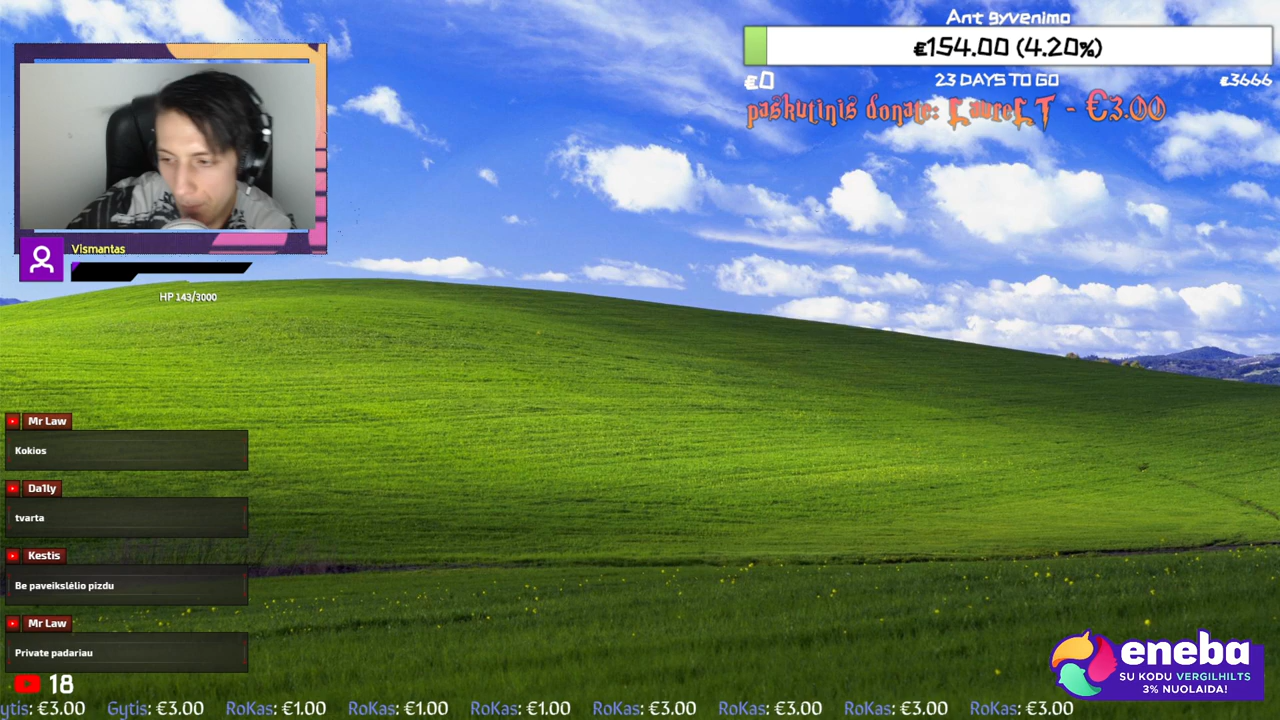 Ant gyvenimo
€154.00 (4.20%)
€0 23 DAYS TO GO €3666
paskutinis donate: LaureLT - €3.00
Vismantas
HP 143/3000
Mr Law
Kokios
Da1ly
tvarta
Kestis
Be paveikslėlio pizdu
Mr Law
Private padariau
18
eneba
SU KODU VERGILHILTS
3% NUOLAIDA!
ytis: €3.00 Gytis: €3.00 RoKas: €1.00 RoKas: €1.00 RoKas: €1.00 RoKas: €3.00 RoKas: €3.00 RoKas: €3.00 RoKas: €3.00